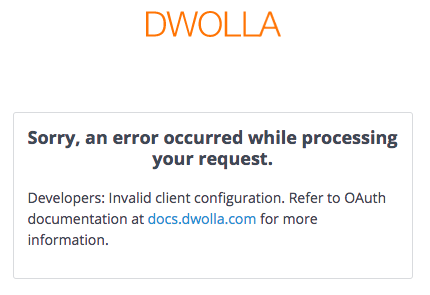 DWOLLA
Sorry, an error occurred while processing
your request.
Developers: Invalid client configuration. Refer to OAuth
documentation at docs.dwolla.com for more
information.